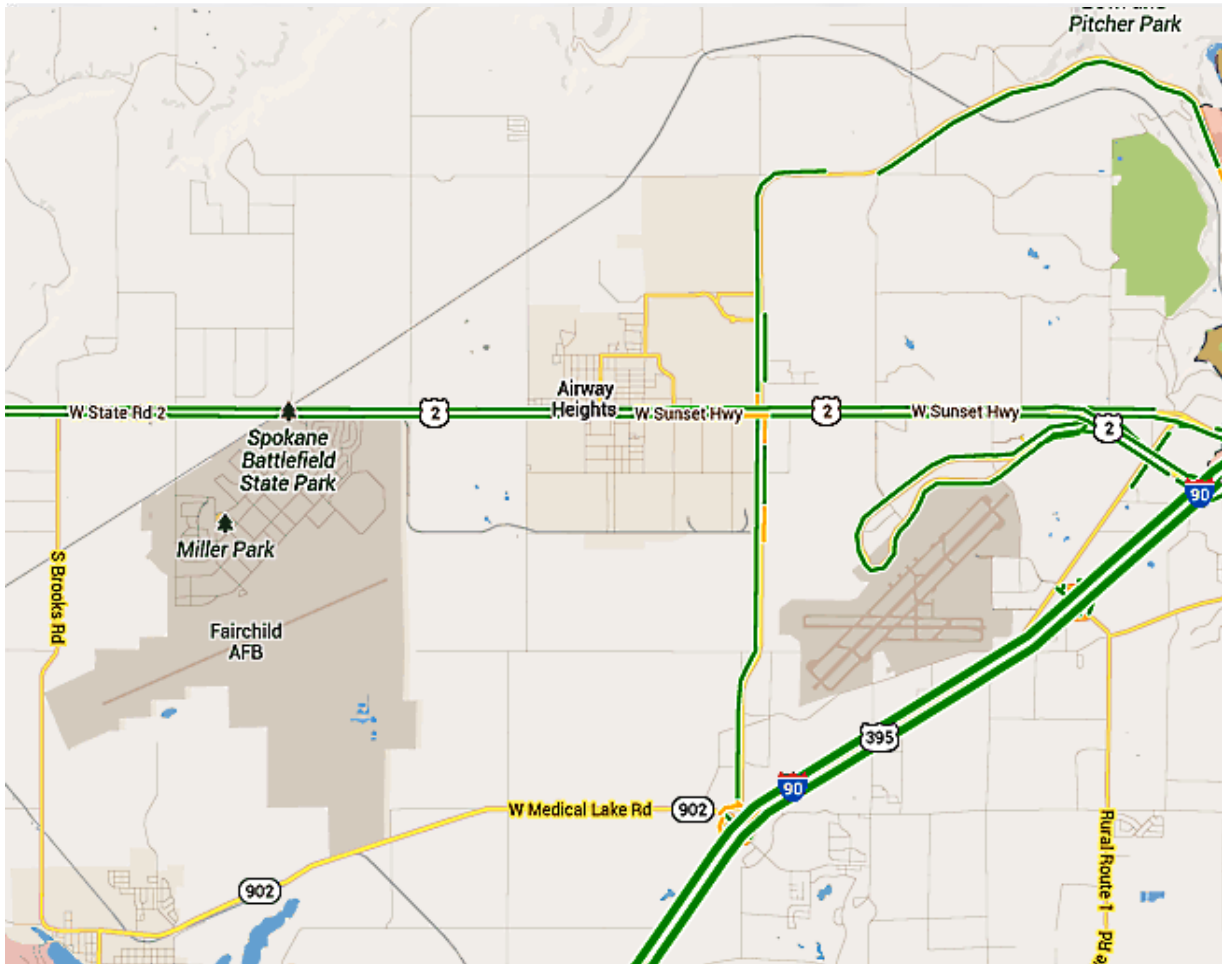 Pitcher Park
Airway
Heights
W State Rd 2
2
W Sunset Hwy
2
W Sunset Hwy
2
Spokane
Battlefield
State Park
90
Miller Park
S Brooks Rd
Fairchild
AFB
395
90
W Medical Lake Rd
902
Rural Route 1
902
Rd